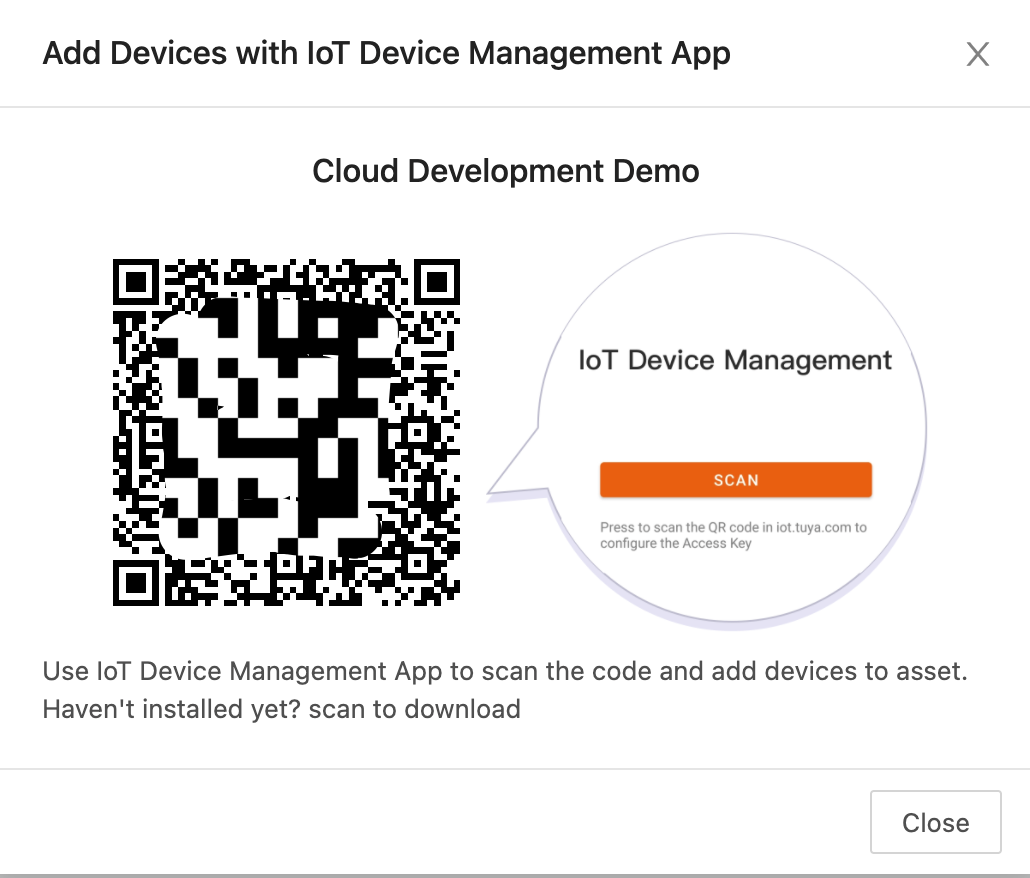 Add Devices with IoT Device Management App
X
Cloud Development Demo
IoT Device Management
SCAN
Press to scan the QR code in iot.tuya.com to
configure the Access Key
Use IoT Device Management App to scan the code and add devices to asset.
Haven't installed yet? scan to download
Close